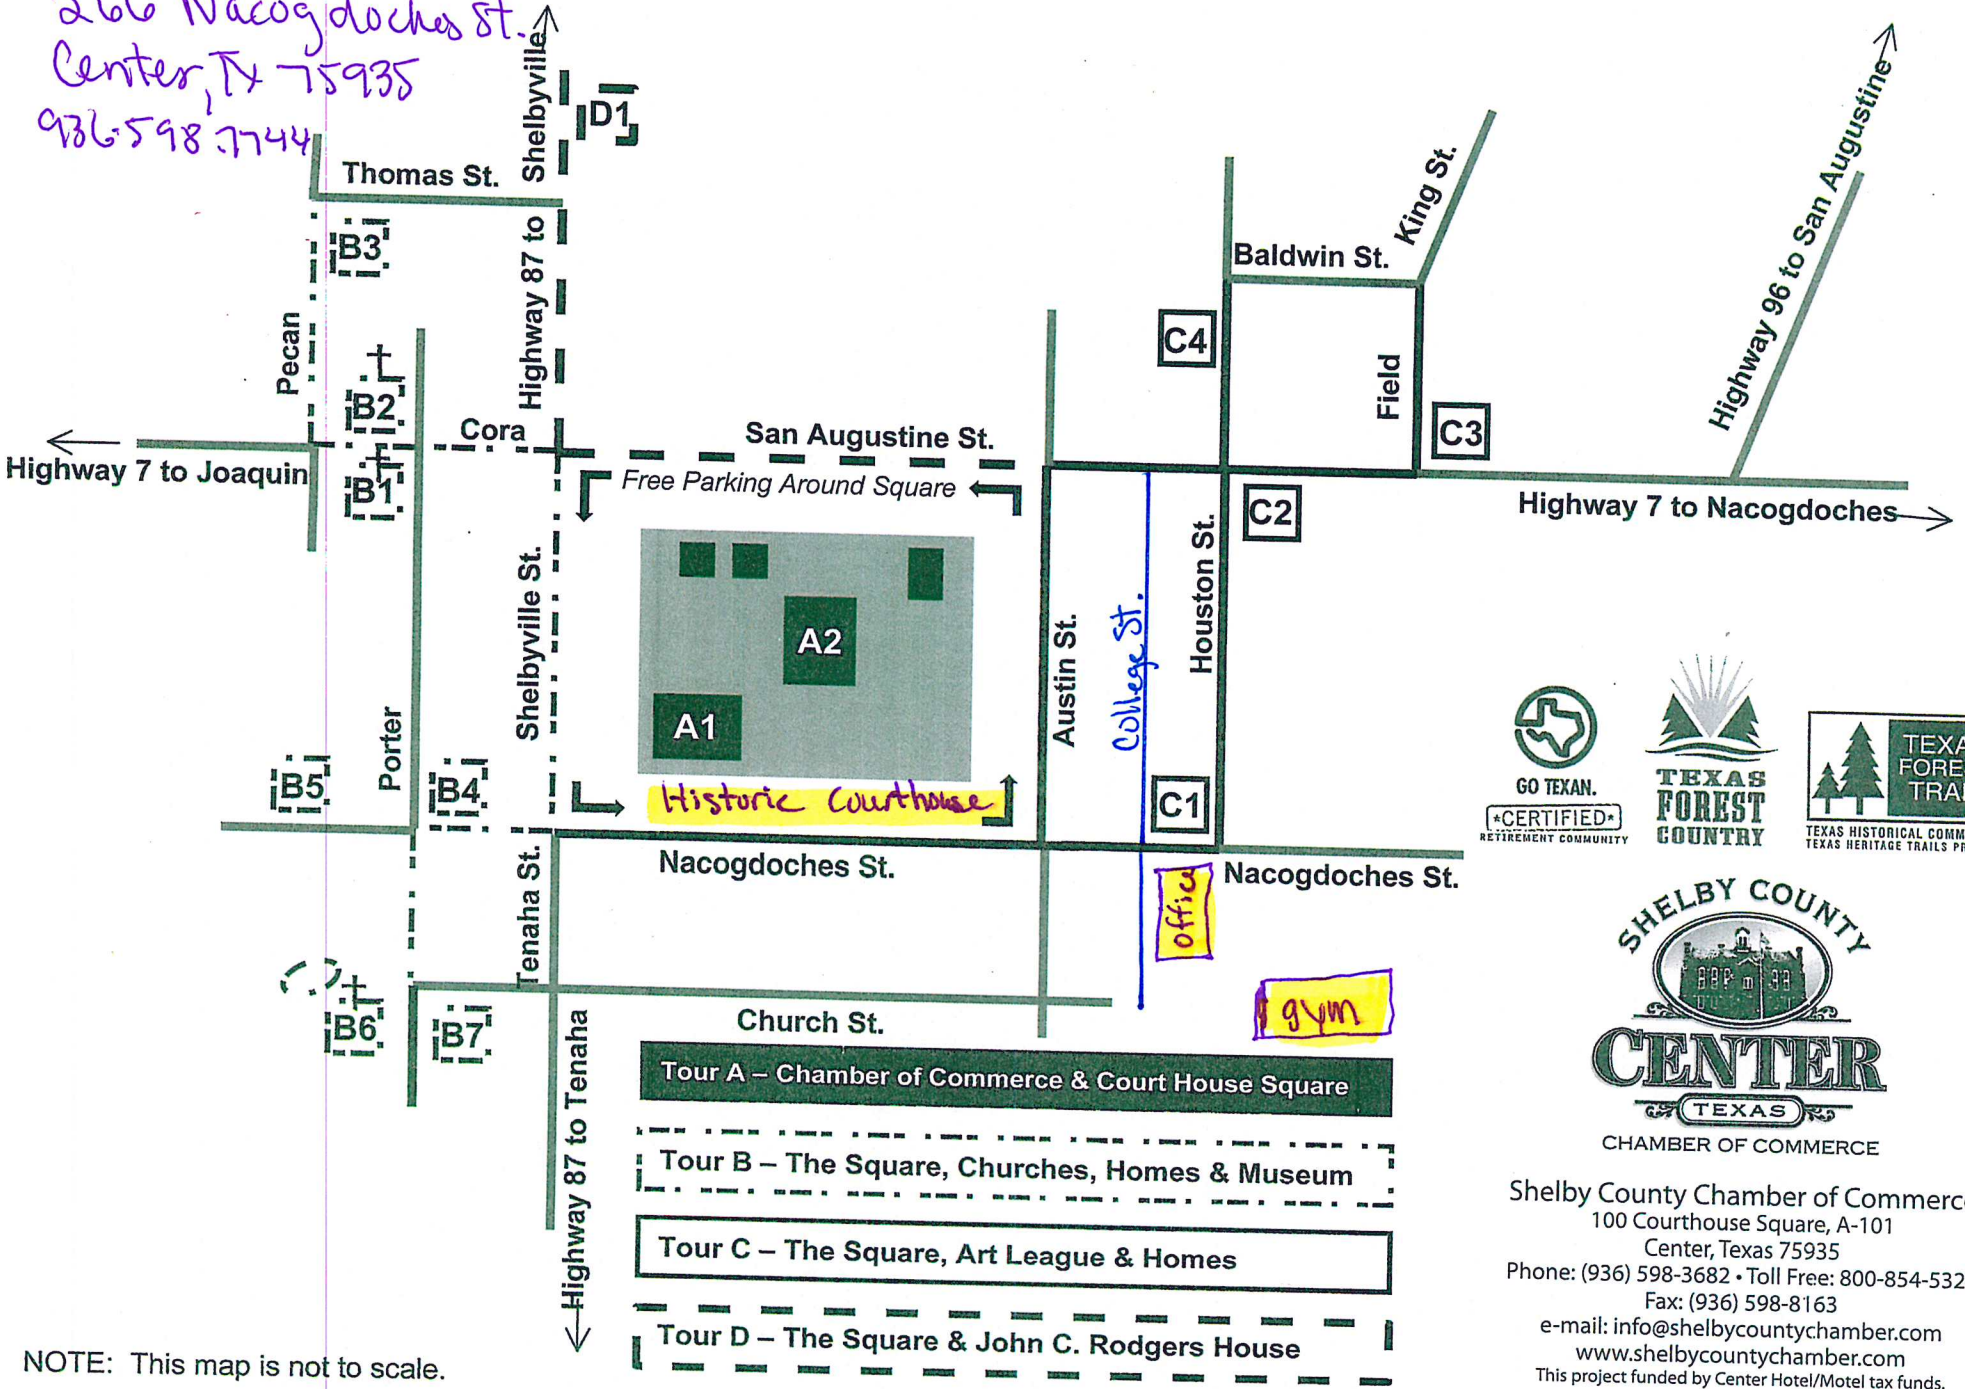 266 Nacogdoches St.
Center, TX 75935
936.598.7744
Shelbyville
D1
Thomas St.
Highway 87 to
B3
Pecan
B2
Cora
San Augustine St.
Free Parking Around Square
Highway 7 to Joaquin
B1
Baldwin St.
King St.
Highway 96 to San Augustine
C4
Field
C3
C2
Highway 7 to Nacogdoches
Shelbyville St.
A2
A1
Historic Courthouse
Austin St.
College St.
Houston St.
C1
Porter
B5
B4
Nacogdoches St.
Nacogdoches St.
office
gym
Tenaha St.
B6
B7
Church St.
Highway 87 to Tenaha
GO TEXAN.
CERTIFIED
RETIREMENT COMMUNITY
TEXAS
FOREST
COUNTRY
TEXAS HISTORICAL
TEXAS HERITAGE TRAILS
SHELBY COUNTY
CENTER
TEXAS
CHAMBER OF COMMERCE
Tour A – Chamber of Commerce & Court House Square
Tour B – The Square, Churches, Homes & Museum
Tour C – The Square, Art League & Homes
Tour D – The Square & John C. Rodgers House
Shelby County Chamber of Commerc
100 Courthouse Square, A-101
Center, Texas 75935
Phone: (936) 598-3682 • Toll Free: 800-854-532
Fax: (936) 598-8163
e-mail: info@shelbycountychamber.com
www.shelbycountychamber.com
This project funded by Center Hotel/Motel tax funds.
NOTE: This map is not to scale.